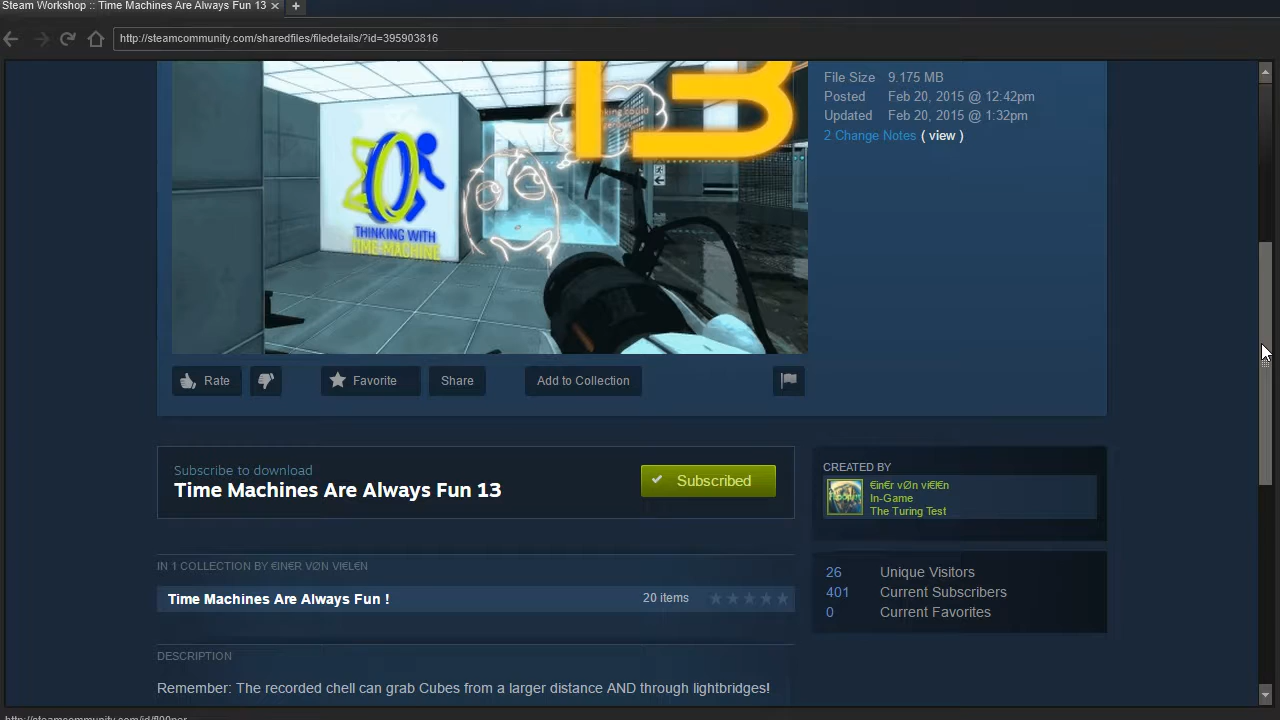 Steam Workshop :: Time Machines Are Always Fun 13
http://steamcommunity.com/sharedfiles/filedetails/?id=395903816
13
THINKING WITH
TIME MACHINE
File Size 9.175 MB
Posted Feb 20, 2015 @ 12:42pm
Updated Feb 20, 2015 @ 1:32pm
2 Change Notes ( view )
Rate
Favorite
Share
Add to Collection
Subscribe to download
Time Machines Are Always Fun 13
Subscribed
CREATED BY
€in€r vØn vi€l€n
In-Game
The Turing Test
IN 1 COLLECTION BY €IN€R VØN VI€L€N
Time Machines Are Always Fun ! 20 items
26 Unique Visitors
401 Current Subscribers
0 Current Favorites
DESCRIPTION
Remember: The recorded chell can grab Cubes from a larger distance AND through lightbridges!